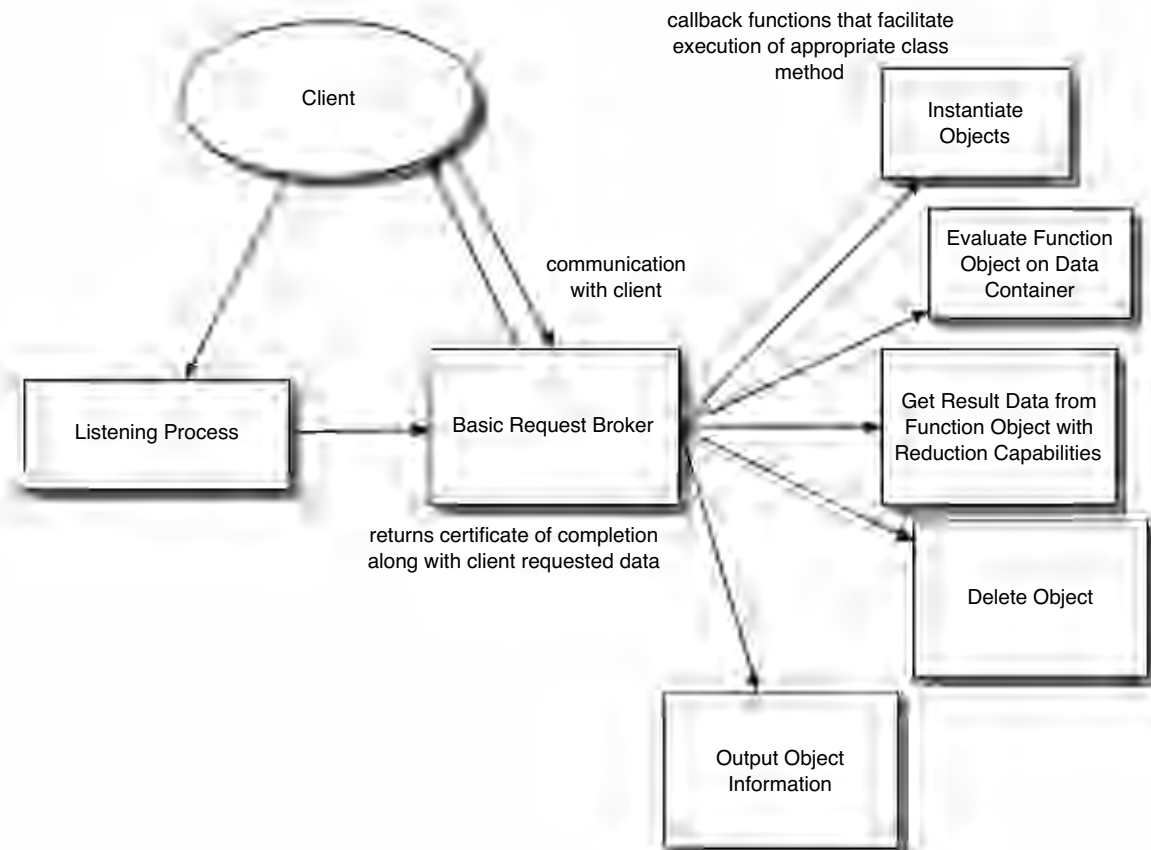 callback functions that facilitate
execution of appropriate class
method
Client
Instantiate
Objects
Evaluate Function
Object on Data
Container
communication
with client
Listening Process
Basic Request Broker
Get Result Data from
Function Object with
Reduction Capabilities
returns certificate of completion
along with client requested data
Delete Object
Output Object
Information